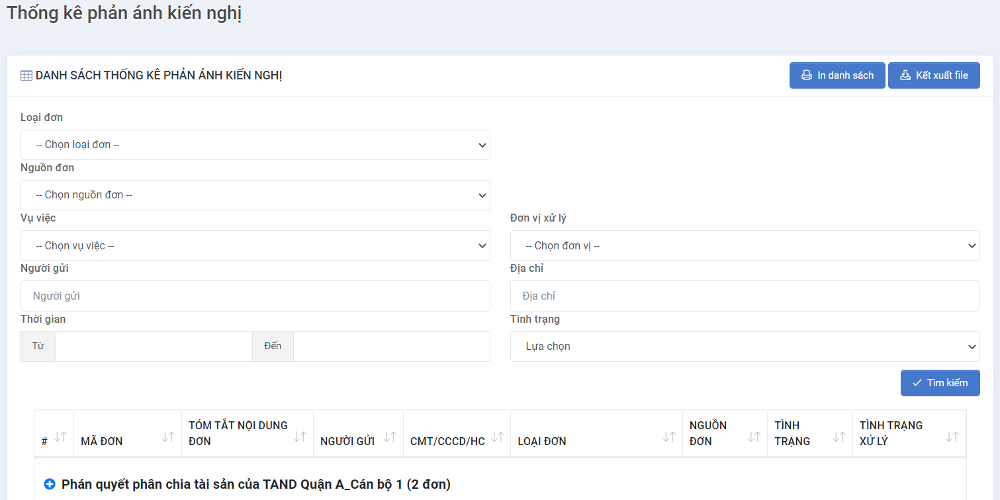 Thống kê phản ánh kiến nghị
DANH SÁCH THỐNG KÊ PHẢN ÁNH KIẾN NGHỊ
In danh sách
Kết xuất file
Loại đơn
-- Chọn loại đơn --
Nguồn đơn
-- Chọn nguồn đơn --
Vụ việc
Đơn vị xử lý
-- Chọn vụ việc --
-- Chọn đơn vị --
Người gửi
Địa chỉ
Người gửi
Địa chỉ
Thời gian
Tình trạng
Từ
Đến
Lựa chọn
Tìm kiếm
#
MÃ ĐƠN
TÓM TẮT NỘI DUNG
ĐƠN
NGƯỜI GỬI
CMT/CCCD/HC
LOẠI ĐƠN
NGUỒN
ĐƠN
TÌNH
TRẠNG
TÌNH TRẠNG
XỬ LÝ
Phán quyết phân chia tài sản của TAND Quận A_Cán bộ 1 (2 đơn)